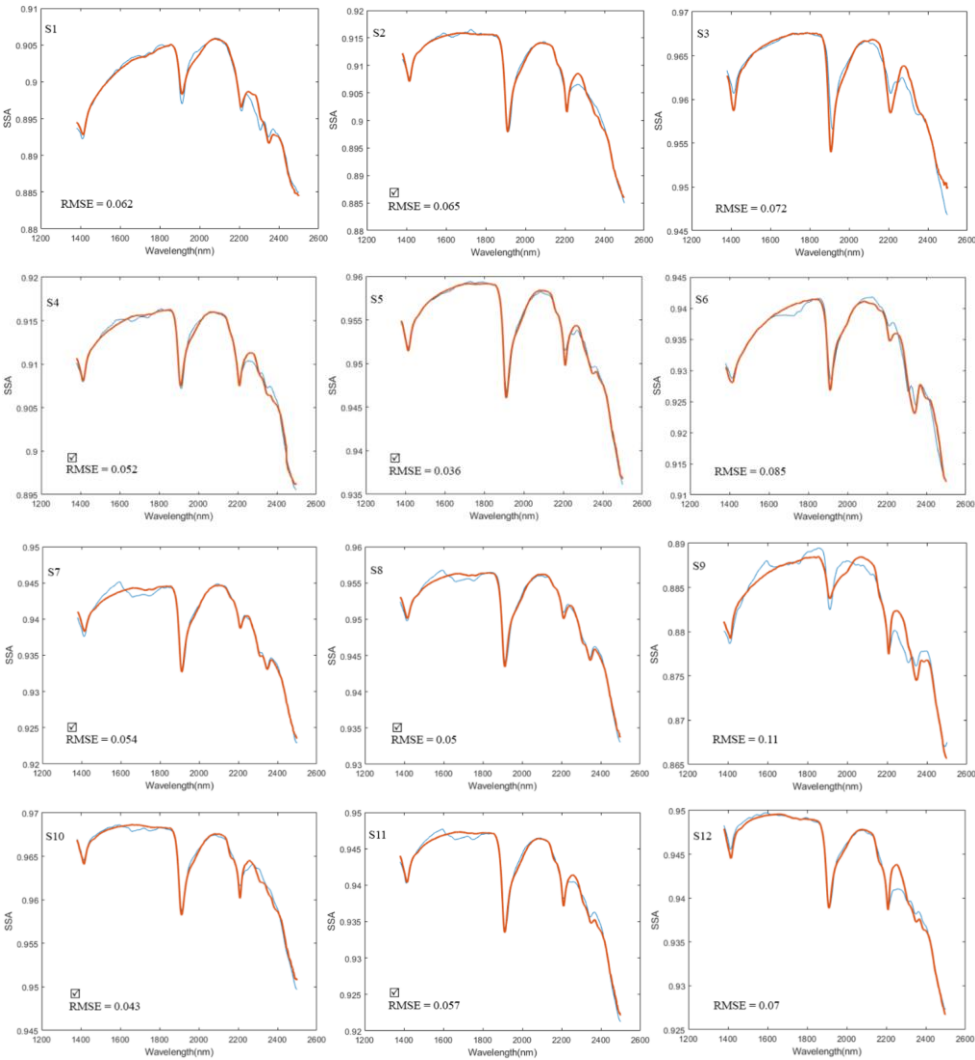 S1
SSA
0.91
0.905
0.9
0.895
0.89
0.885
0.88
RMSE = 0.062
1200 1400 1600 1800 2000 2200 2400 2600
Wavelength(nm)
S2
SSA
0.92
0.915
0.91
0.905
0.9
0.895
0.89
0.885
0.88
☑
RMSE = 0.065
1200 1400 1600 1800 2000 2200 2400 2600
Wavelength(nm)
S3
SSA
0.97
0.965
0.96
0.955
0.95
0.945
RMSE = 0.072
1200 1400 1600 1800 2000 2200 2400 2600
Wavelength(nm)
S4
SSA
0.92
0.915
0.91
0.905
0.9
0.895
☑
RMSE = 0.052
1200 1400 1600 1800 2000 2200 2400 2600
Wavelength(nm)
S5
SSA
0.96
0.955
0.95
0.945
0.94
0.935
☑
RMSE = 0.036
1200 1400 1600 1800 2000 2200 2400 2600
Wavelength(nm)
S6
SSA
0.945
0.94
0.935
0.93
0.925
0.92
0.915
0.91
RMSE = 0.085
1200 1400 1600 1800 2000 2200 2400 2600
Wavelength(nm)
S7
SSA
0.95
0.945
0.94
0.935
0.93
0.925
0.92
☑
RMSE = 0.054
1200 1400 1600 1800 2000 2200 2400 2600
Wavelength(nm)
S8
SSA
0.96
0.955
0.95
0.945
0.94
0.935
0.93
☑
RMSE = 0.05
1200 1400 1600 1800 2000 2200 2400 2600
Wavelength(nm)
S9
SSA
0.89
0.885
0.88
0.875
0.87
0.865
RMSE = 0.11
1200 1400 1600 1800 2000 2200 2400 2600
Wavelength(nm)
S10
SSA
0.97
0.965
0.96
0.955
0.95
0.945
☑
RMSE = 0.043
1200 1400 1600 1800 2000 2200 2400 2600
Wavelength(nm)
S11
SSA
0.95
0.945
0.94
0.935
0.93
0.925
0.92
☑
RMSE = 0.057
1200 1400 1600 1800 2000 2200 2400 2600
Wavelength(nm)
S12
SSA
0.95
0.945
0.94
0.935
0.93
0.925
RMSE = 0.07
1200 1400 1600 1800 2000 2200 2400 2600
Wavelength(nm)